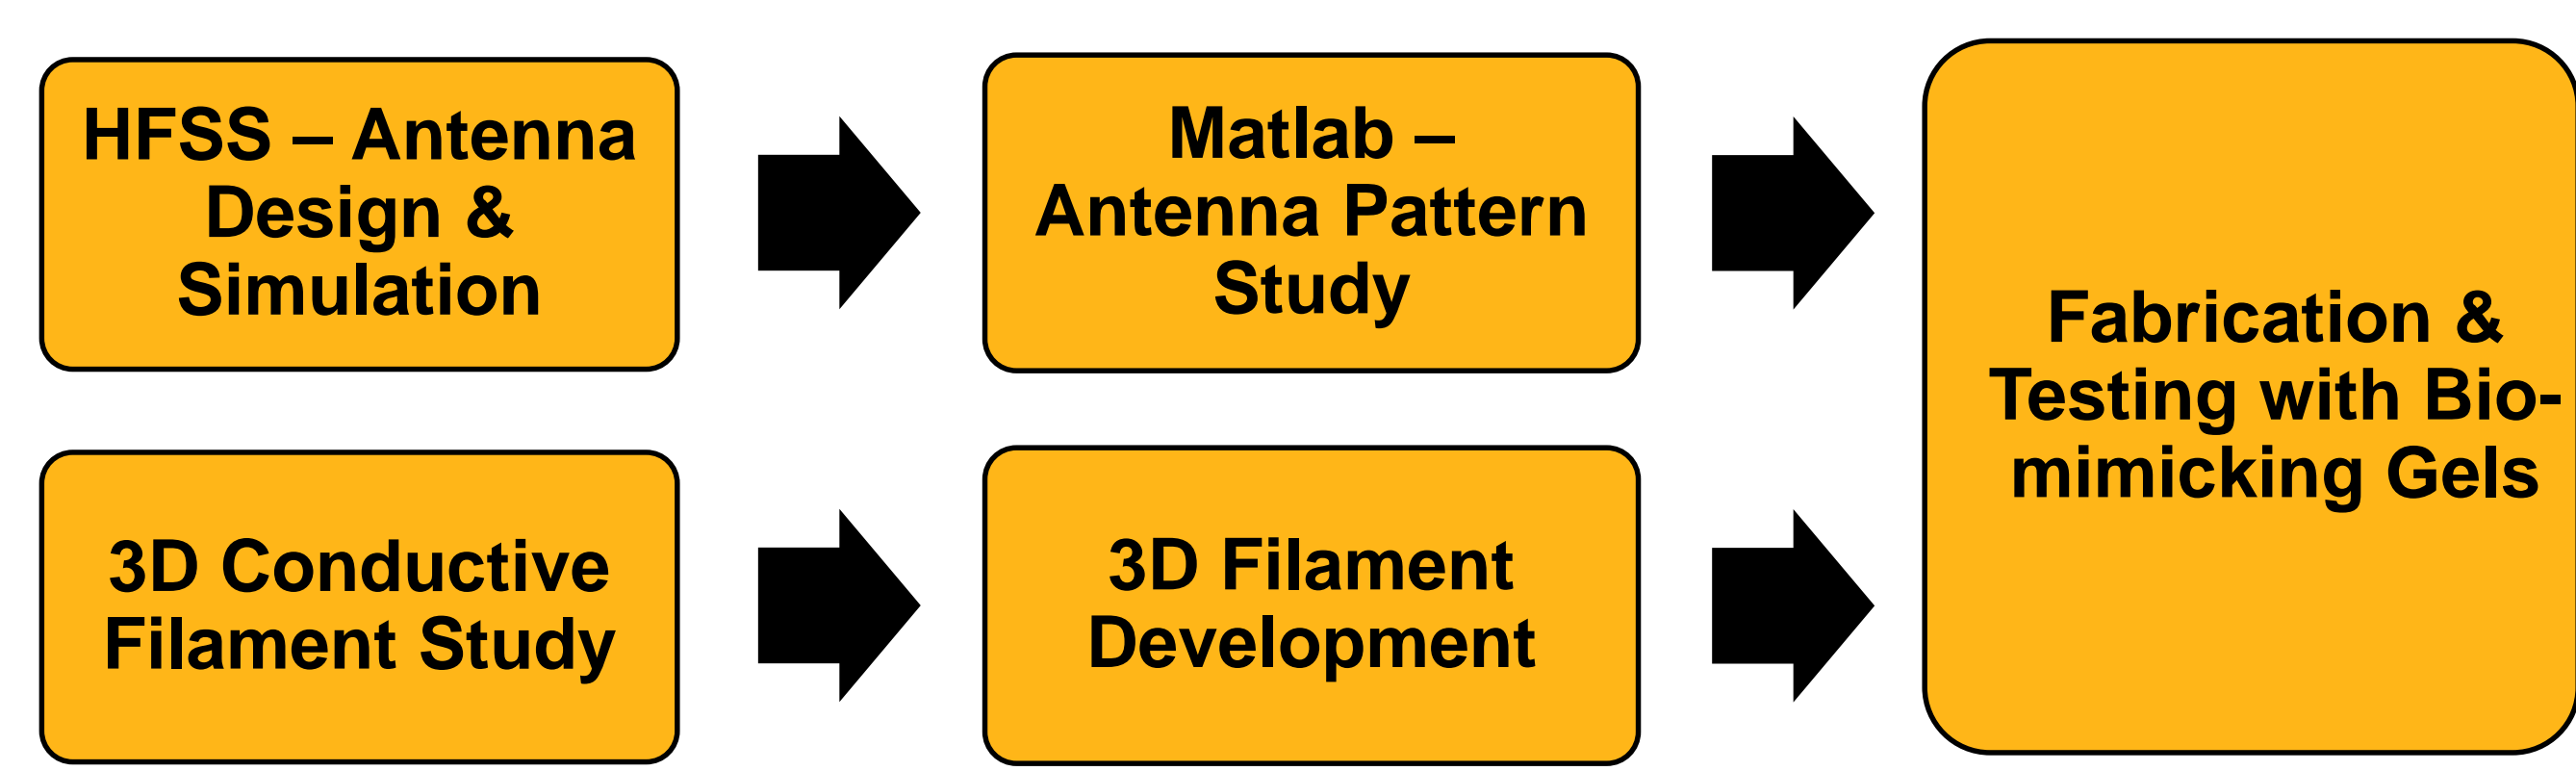 HFSS – Antenna
Design &
Simulation
Matlab –
Antenna Pattern
Study
Fabrication &
Testing with Bio-
mimicking Gels
3D Conductive
Filament Study
3D Filament
Development